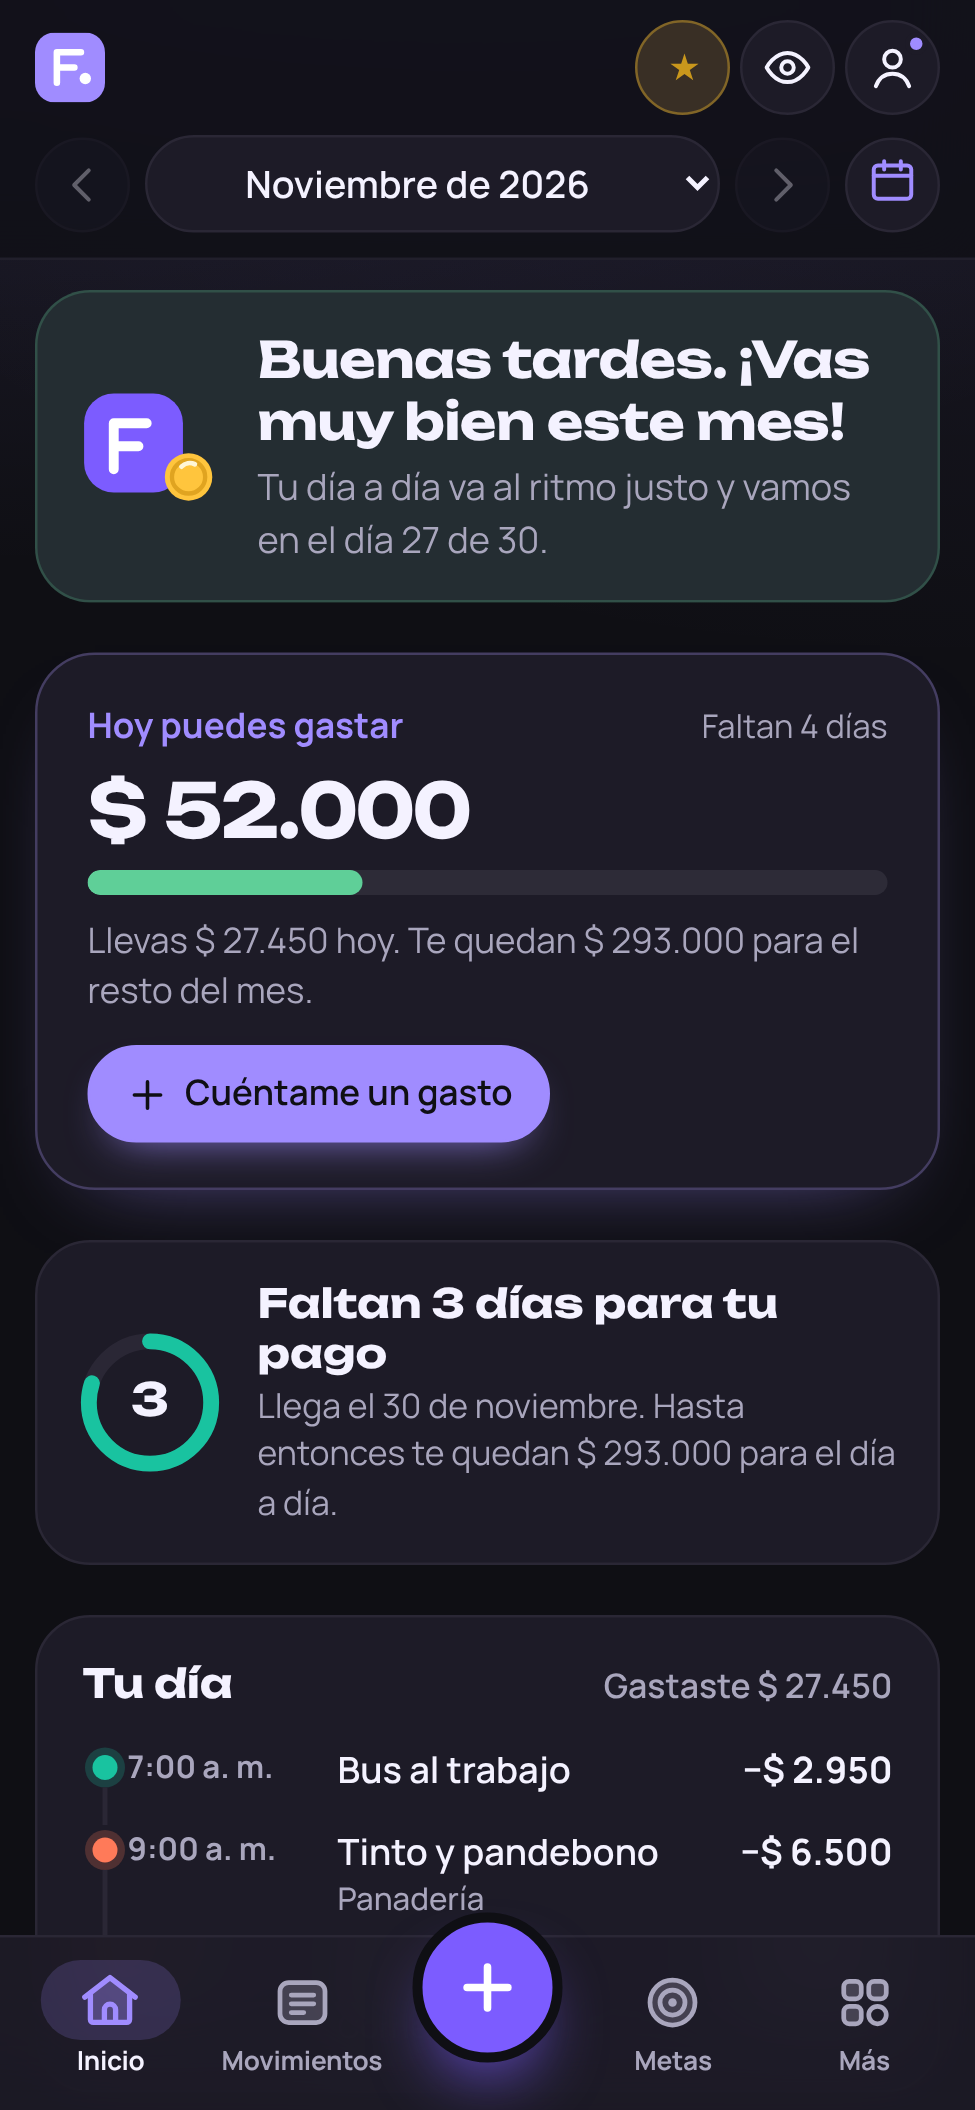 F.
Noviembre de 2026
Buenas tardes. ¡Vas
muy bien este mes!
Tu día a día va al ritmo justo y vamos
en el día 27 de 30.
F
Hoy puedes gastar
Faltan 4 días
$ 52.000
Llevas $ 27.450 hoy. Te quedan $ 293.000 para el
resto del mes.
Cuéntame un gasto
Faltan 3 días para tu
pago
3
Llega el 30 de noviembre. Hasta
entonces te quedan $ 293.000 para el día
a día.
Tu día
Gastaste $ 27.450
7:00 a. m. Bus al trabajo −$ 2.950
9:00 a. m. Tinto y pandebono −$ 6.500
Panadería
Inicio
Movimientos
Metas
Más